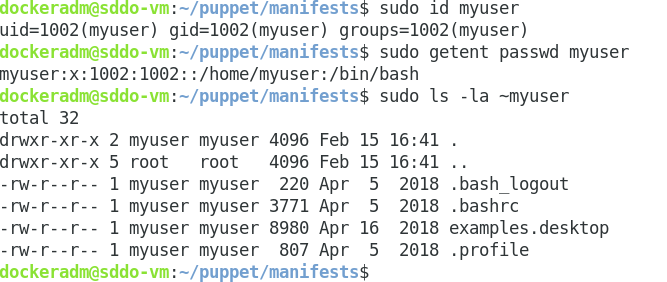 dockeradm@sddo-vm:~/puppet/manifests$ sudo id myuser
uid=1002(myuser) gid=1002(myuser) groups=1002(myuser)
dockeradm@sddo-vm:~/puppet/manifests$ sudo getent passwd myuser
myuser:x:1002:1002::/home/myuser:/bin/bash
dockeradm@sddo-vm:~/puppet/manifests$ sudo ls -la ~myuser
total 32
drwxr-xr-x 2 myuser myuser 4096 Feb 15 16:41 .
drwxr-xr-x 5 root   root   4096 Feb 15 16:41 ..
-rw-r--r-- 1 myuser myuser  220 Apr  5  2018 .bash_logout
-rw-r--r-- 1 myuser myuser 3771 Apr  5  2018 .bashrc
-rw-r--r-- 1 myuser myuser 8980 Apr 16  2018 examples.desktop
-rw-r--r-- 1 myuser myuser  807 Apr  5  2018 .profile
dockeradm@sddo-vm:~/puppet/manifests$